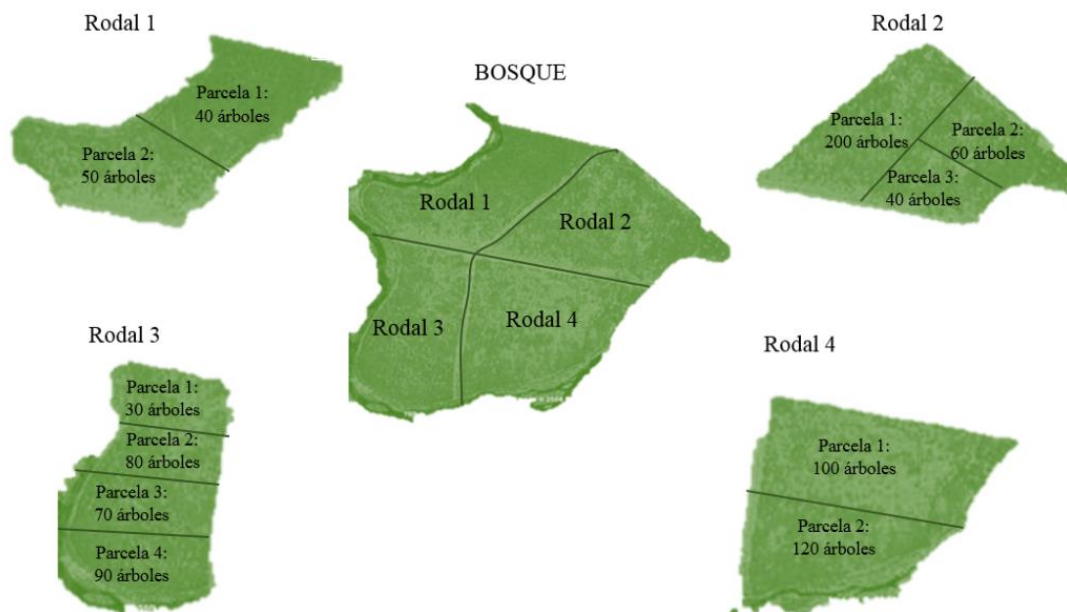 Rodal 1
Parcela 1:
40 árboles
Parcela 2:
50 árboles
BOSQUE
Rodal 1
Rodal 2
Rodal 3
Rodal 4
Rodal 2
Parcela 1:
200 árboles
Parcela 2:
60 árboles
Parcela 3:
40 árboles
Rodal 3
Parcela 1:
30 árboles
Parcela 2:
80 árboles
Parcela 3:
70 árboles
Parcela 4:
90 árboles
Rodal 4
Parcela 1:
100 árboles
Parcela 2:
120 árboles